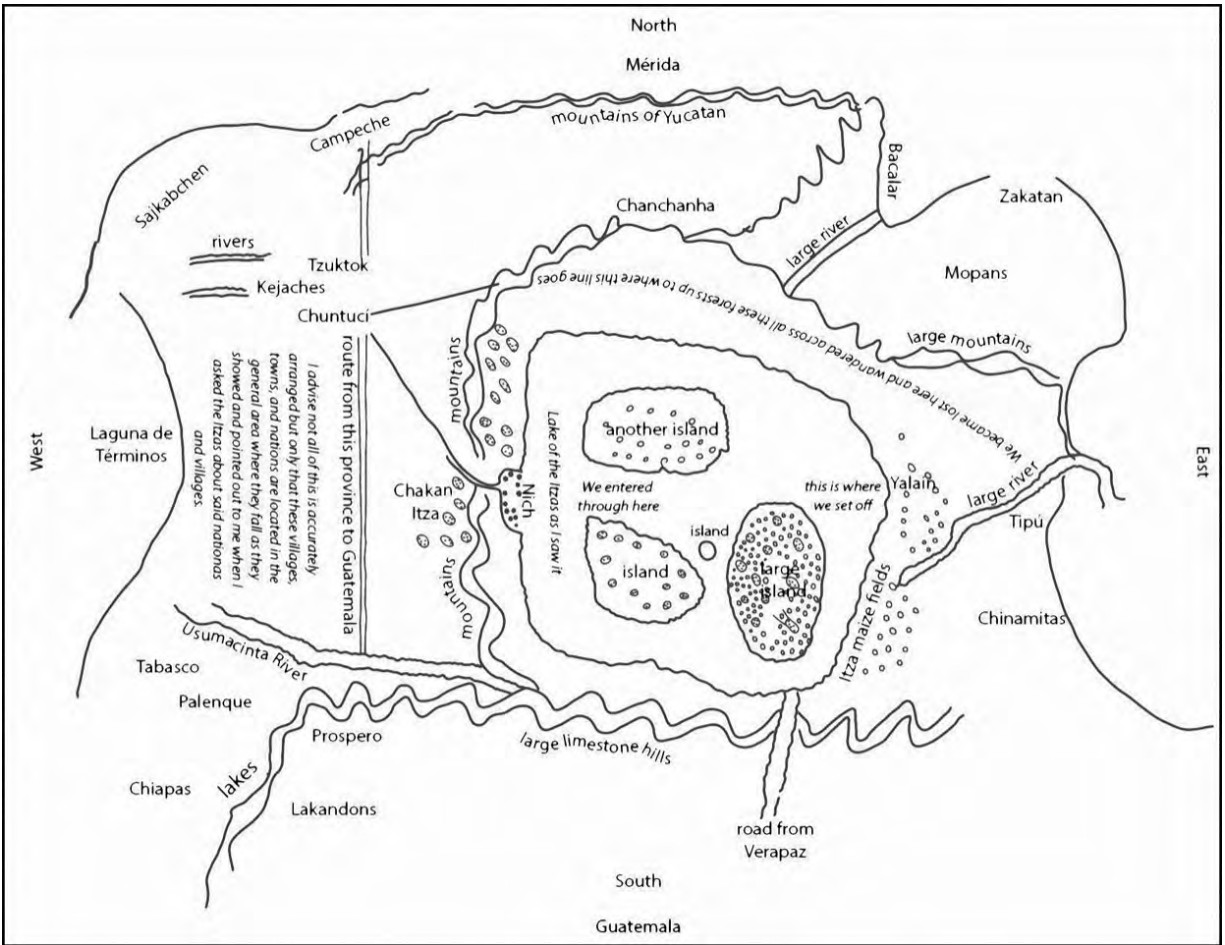 North
Mérida
mountains of Yucatan
Campeche
Bacalar
Sajkabchen
Chanchanha
Zakatan
rivers
large river
Tzuktok
Mopans
Kejaches
Chuntuci
We became lost here and wandered across all these forests up to where this line goes
large mountains
mountains
route from this province to Guatemala
I advise not all of this is accurately
arranged but only that these villages,
towns, and nations are located in the
general area where they fall as they
showed and pointed out to me when I
asked the Itzas about said nationas
and villages.
West
Laguna de
Términos
another island
Lake of the Itzas as I saw it
East
Chakan
Itza
Nich
We entered
through here
this is where
we set off
Yalain
large river
Tipú
island
island
large
island
Itza maize fields
Chinamitas
mountains
Usumacinta River
Tabasco
Palenque
Prospero
large limestone hills
Chiapas
lakes
Lakandons
road from
Verapaz
South
Guatemala